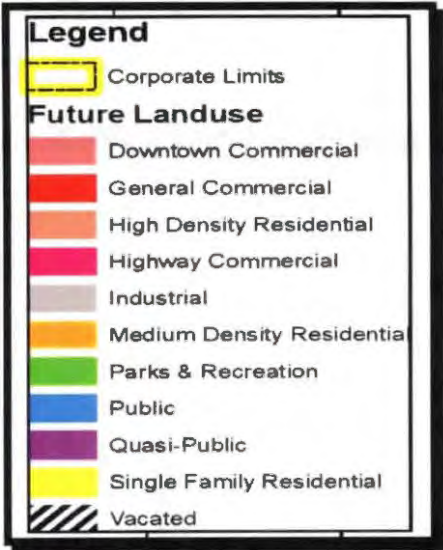 Legend
Corporate Limits
Future Landuse
Downtown Commercial
General Commercial
High Density Residential
Highway Commercial
Industrial
Medium Density Residential
Parks & Recreation
Public
Quasi-Public
Single Family Residential
Vacated